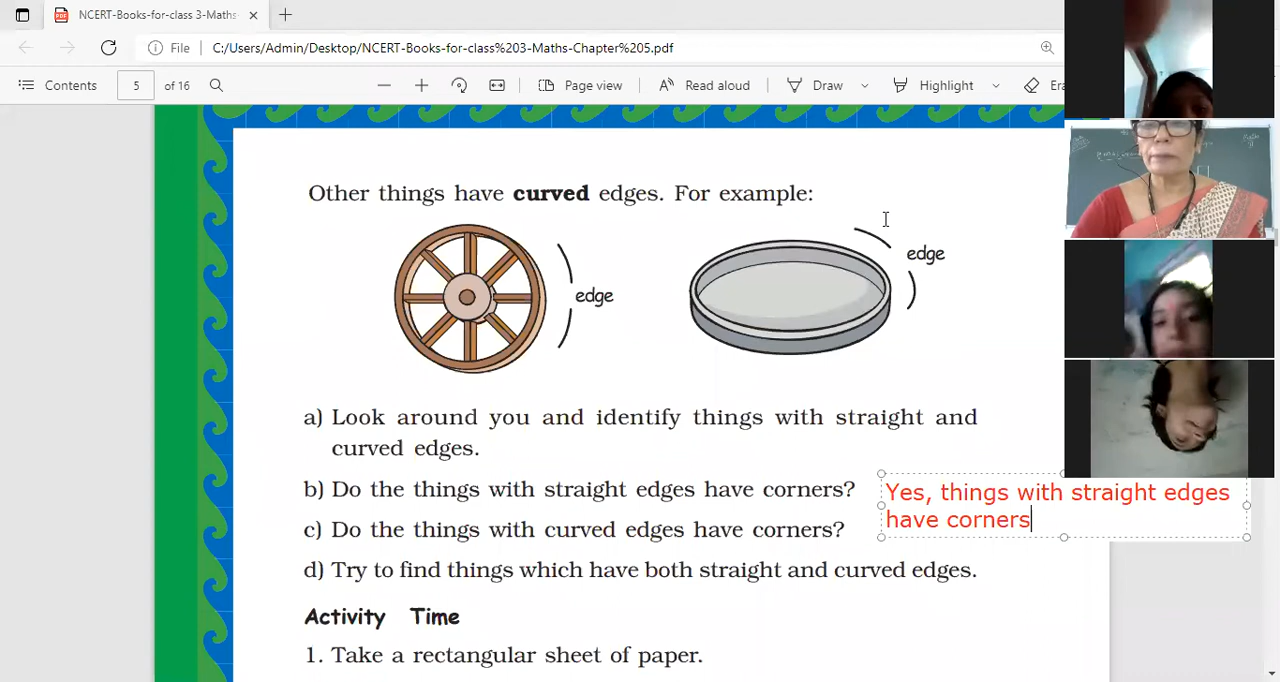 NCERT-Books-for-class 3-Maths-
File C:/Users/Admin/Desktop/NCERT-Books-for-class%203-Maths-Chapter%205.pdf
Contents 5 of 16 Page view Read aloud Draw Highlight Era
Other things have curved edges. For example:
edge
edge
a) Look around you and identify things with straight and
curved edges.
b) Do the things with straight edges have corners?
Yes, things with straight edges
have corners
c) Do the things with curved edges have corners?
d) Try to find things which have both straight and curved edges.
Activity Time
1. Take a rectangular sheet of paper.